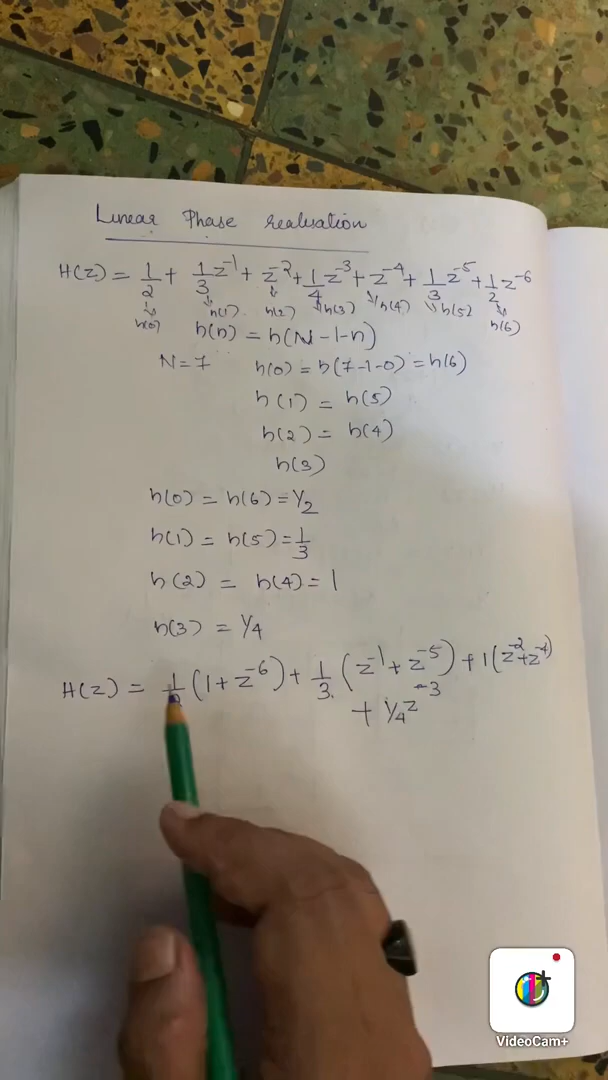 Linear Phase realisation
H(z) = 1/2 + 1/3 z^-1 + z^-2 + 1/4 z^-3 + z^-4 + 1/3 z^-5 + 1/2 z^-6
h(0) h(1) h(2) h(3) h(4) h(5) h(6)
h(n) = h(N-1-n)
N=7 h(0) = h(7-1-0) = h(6)
h(1) = h(5)
h(2) = h(4)
h(3)
h(0) = h(6) = 1/2
h(1) = h(5) = 1/3
h(2) = h(4) = 1
h(3) = 1/4
H(z) = 1/2 (1+z^-6) + 1/3 (z^-1 + z^-5) + 1(z^-2+z^-4)
+ 1/4 z^-3
VideoCam+